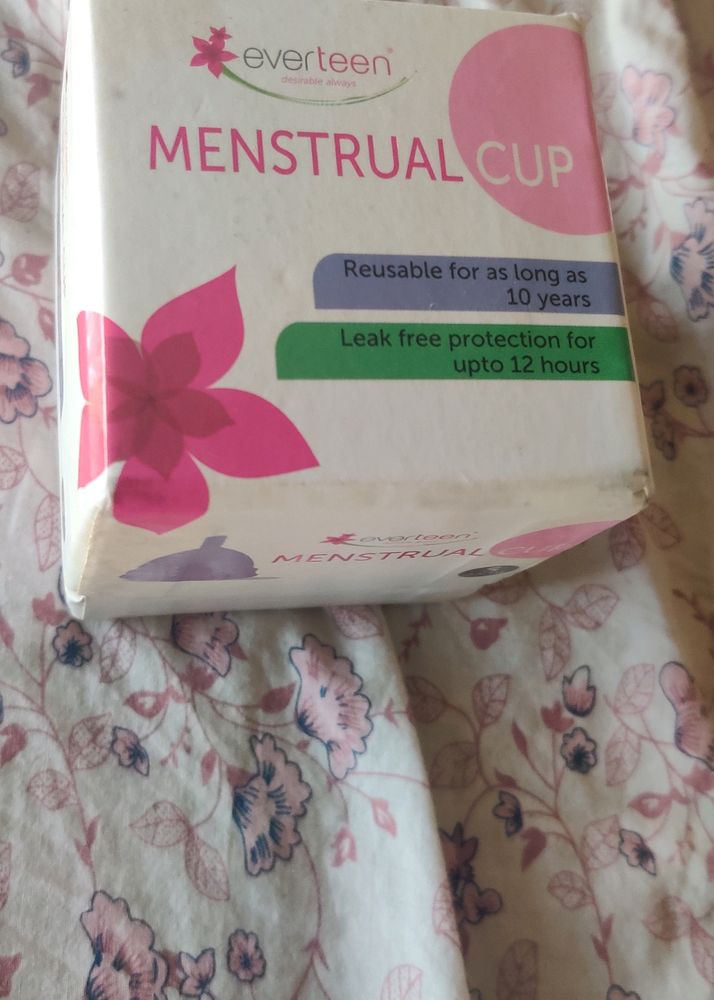 everteen
desirable always
MENSTRUAL CUP
Reusable for as long as
10 years
Leak free protection for
upto 12 hours
everteen
MENSTRUAL CUP